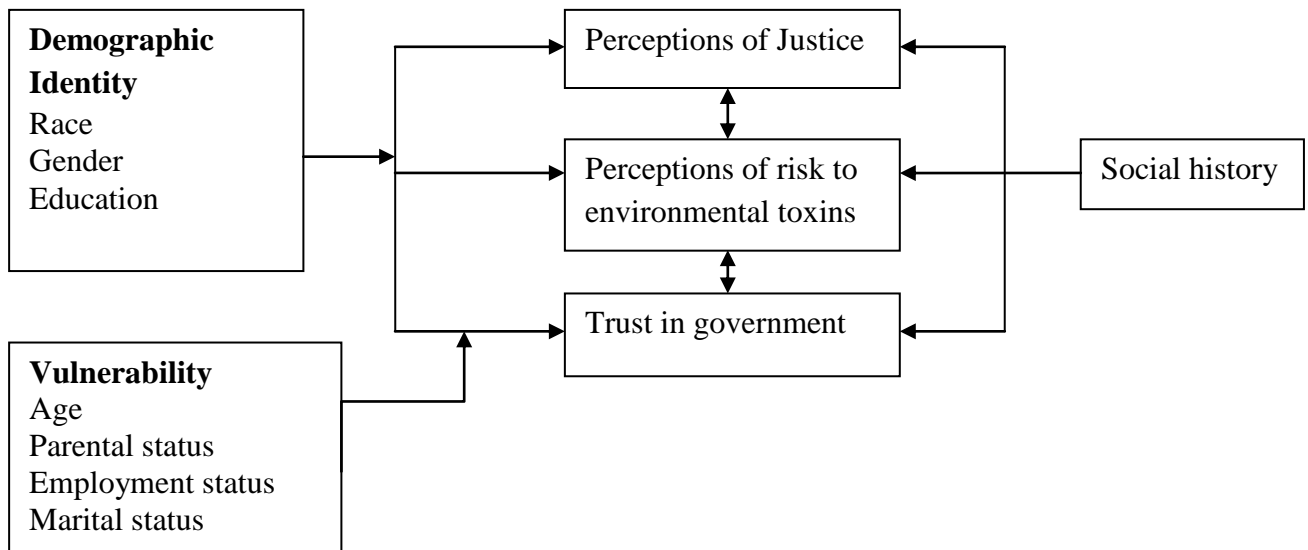 Demographic
Identity
Race
Gender
Education
Vulnerability
Age
Parental status
Employment status
Marital status
Perceptions of Justice
Perceptions of risk to
environmental toxins
Trust in government
Social history